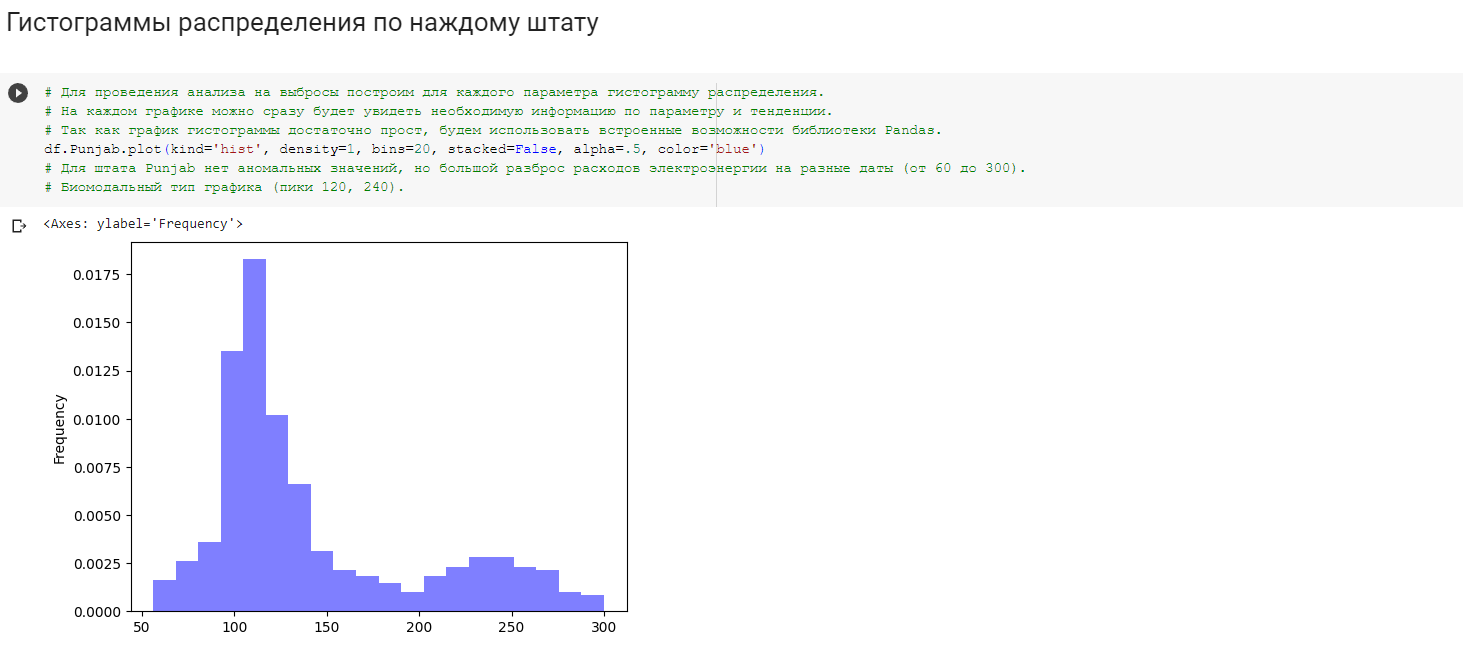 Гистограммы распределения по наждому штату
# Для проведения анализа на выбросы построим для каждого параметра гистограмму распределения.
# На каждом графике можно сразу будет увидеть необходимую информацию по параметру и тенденции.
# Так как график гистограммы достаточно прост, будем использовать встроенные возможности библиотеки Pandas.
df.Punjab.plot(kind='hist', density=1, bins=20, stacked=False, alpha=.5, color='blue')
# Для штата Punjab нет аномальных значений, но большой разброс расходов электроэнергии на разные даты (от 60 до 300).
# Биомодальный тип графика (пики 120, 240).
<Axes: ylabel='Frequency'>
0.0175
0.0150
0.0125
0.0100
0.0075
0.0050
0.0025
0.0000
Frequency
50 100 150 200 250 300